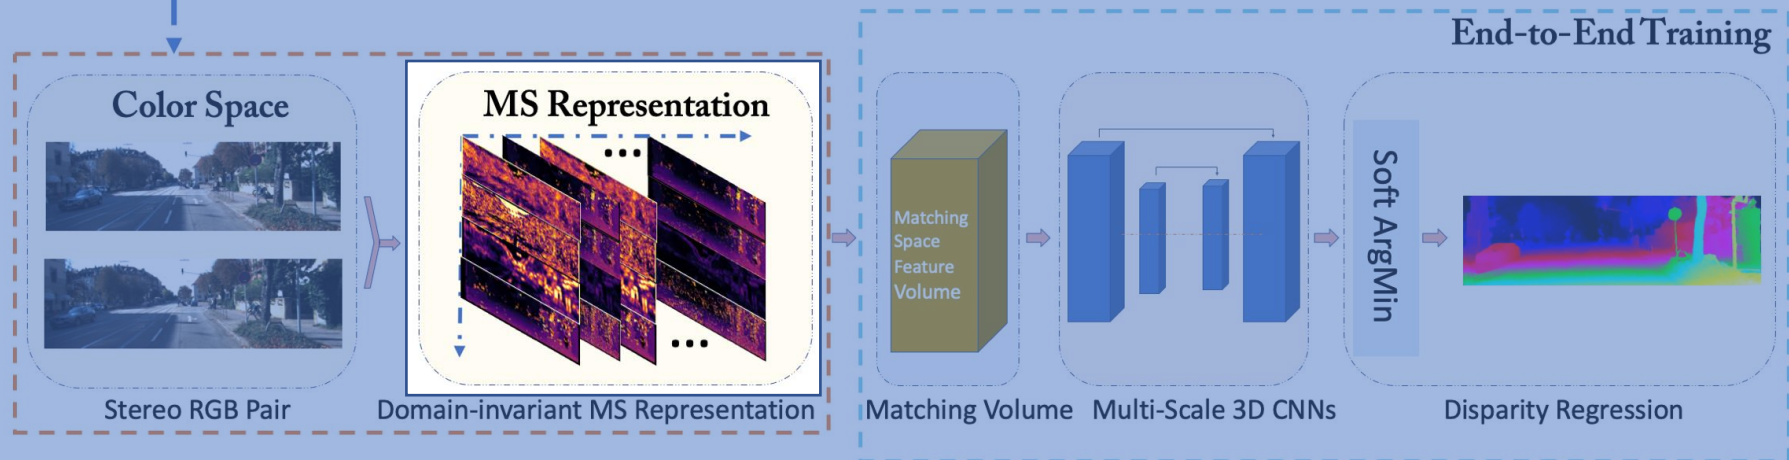 End-to-End Training
Color Space
MS Representation
...
Matching
Space
Feature
Volume
Soft ArgMin
...
Stereo RGB Pair
Domain-invariant MS Representation
Matching Volume
Multi-Scale 3D CNNs
Disparity Regression